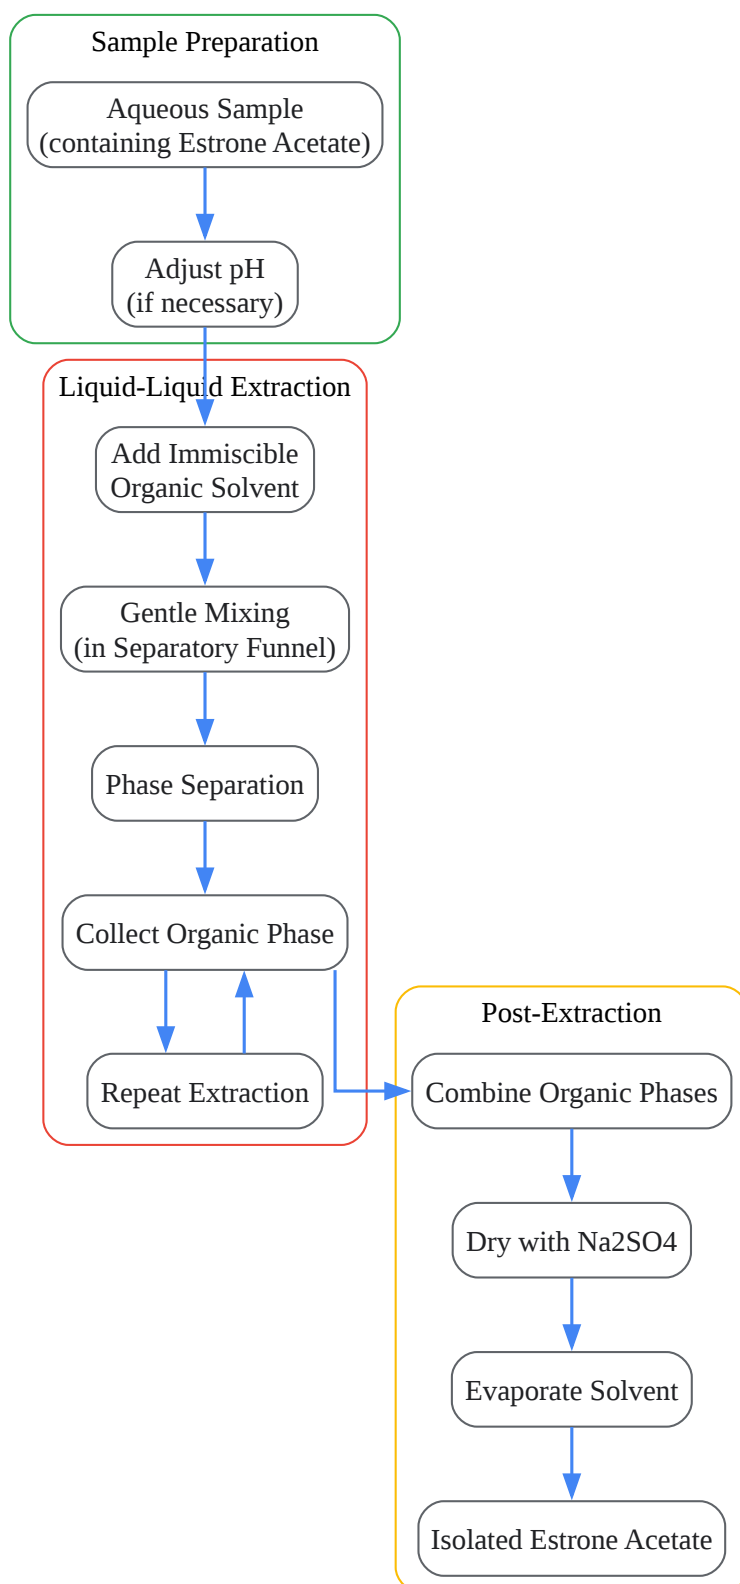 Sample Preparation
Aqueous Sample
(containing Estrone Acetate)
Adjust pH
(if necessary)
Liquid-Liquid Extraction
Add Immiscible
Organic Solvent
Gentle Mixing
(in Separatory Funnel)
Phase Separation
Collect Organic Phase
Repeat Extraction
Post-Extraction
Combine Organic Phases
Dry with Na2SO4
Evaporate Solvent
Isolated Estrone Acetate